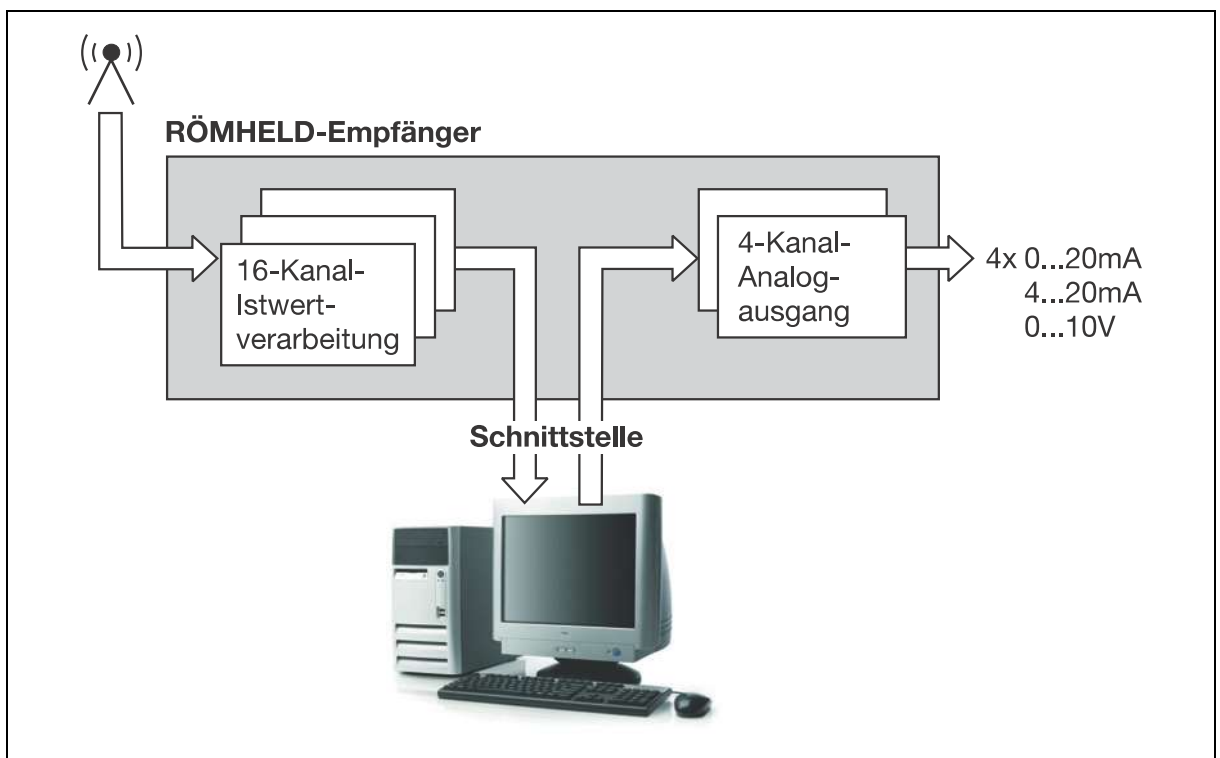 RÖMHELD-Empfänger
16-Kanal-
Istwert-
verarbeitung
4-Kanal-
Analog-
ausgang
4x 0...20mA
4...20mA
0...10V
Schnittstelle